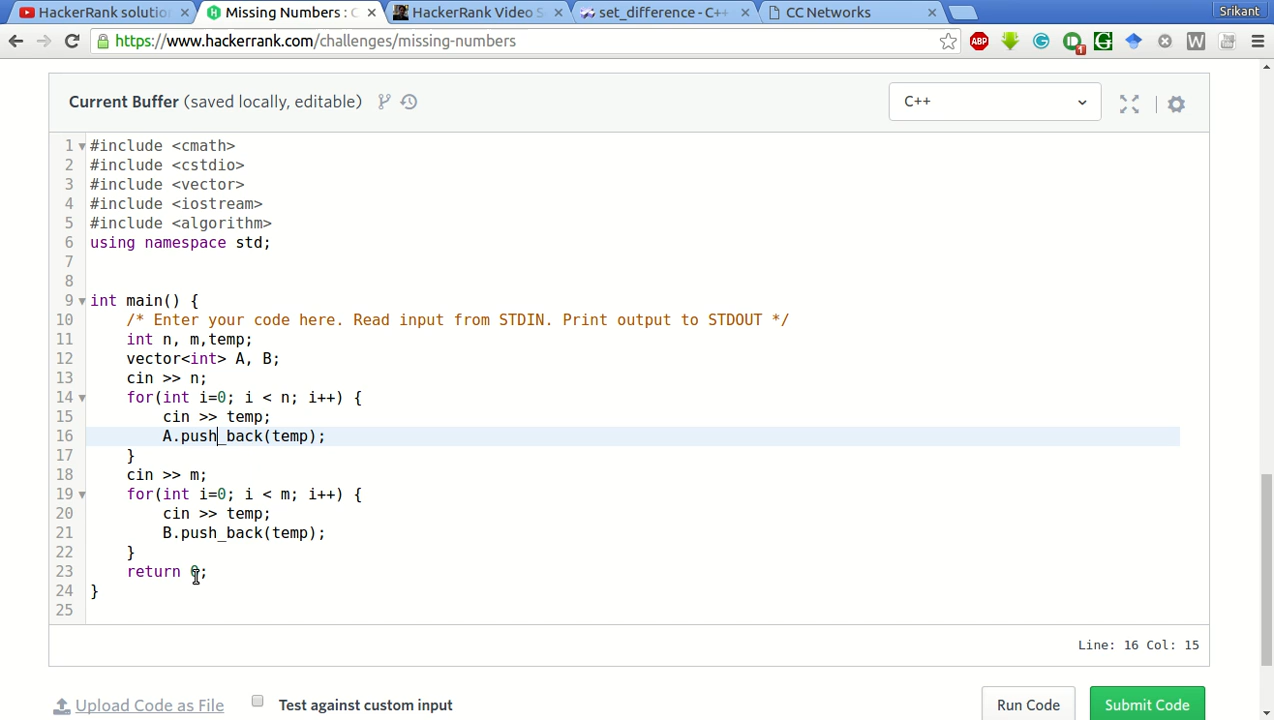 HackerRank solution
Missing Numbers : C
HackerRank Video S
set_difference - C++
CC Networks
Srikant
https://www.hackerrank.com/challenges/missing-numbers
ABP
G
1
G
W
Current Buffer (saved locally, editable)
C++
1 #include <cmath>
2 #include <cstdio>
3 #include <vector>
4 #include <iostream>
5 #include <algorithm>
6 using namespace std;
7
8
9 int main() {
10 /* Enter your code here. Read input from STDIN. Print output to STDOUT */
11 int n, m,temp;
12 vector<int> A, B;
13 cin >> n;
14 for(int i=0; i < n; i++) {
15 cin >> temp;
16 A.push_back(temp);
17 }
18 cin >> m;
19 for(int i=0; i < m; i++) {
20 cin >> temp;
21 B.push_back(temp);
22 }
23 return 0;
24 }
25
Line: 16 Col: 15
Upload Code as File
Test against custom input
Run Code
Submit Code